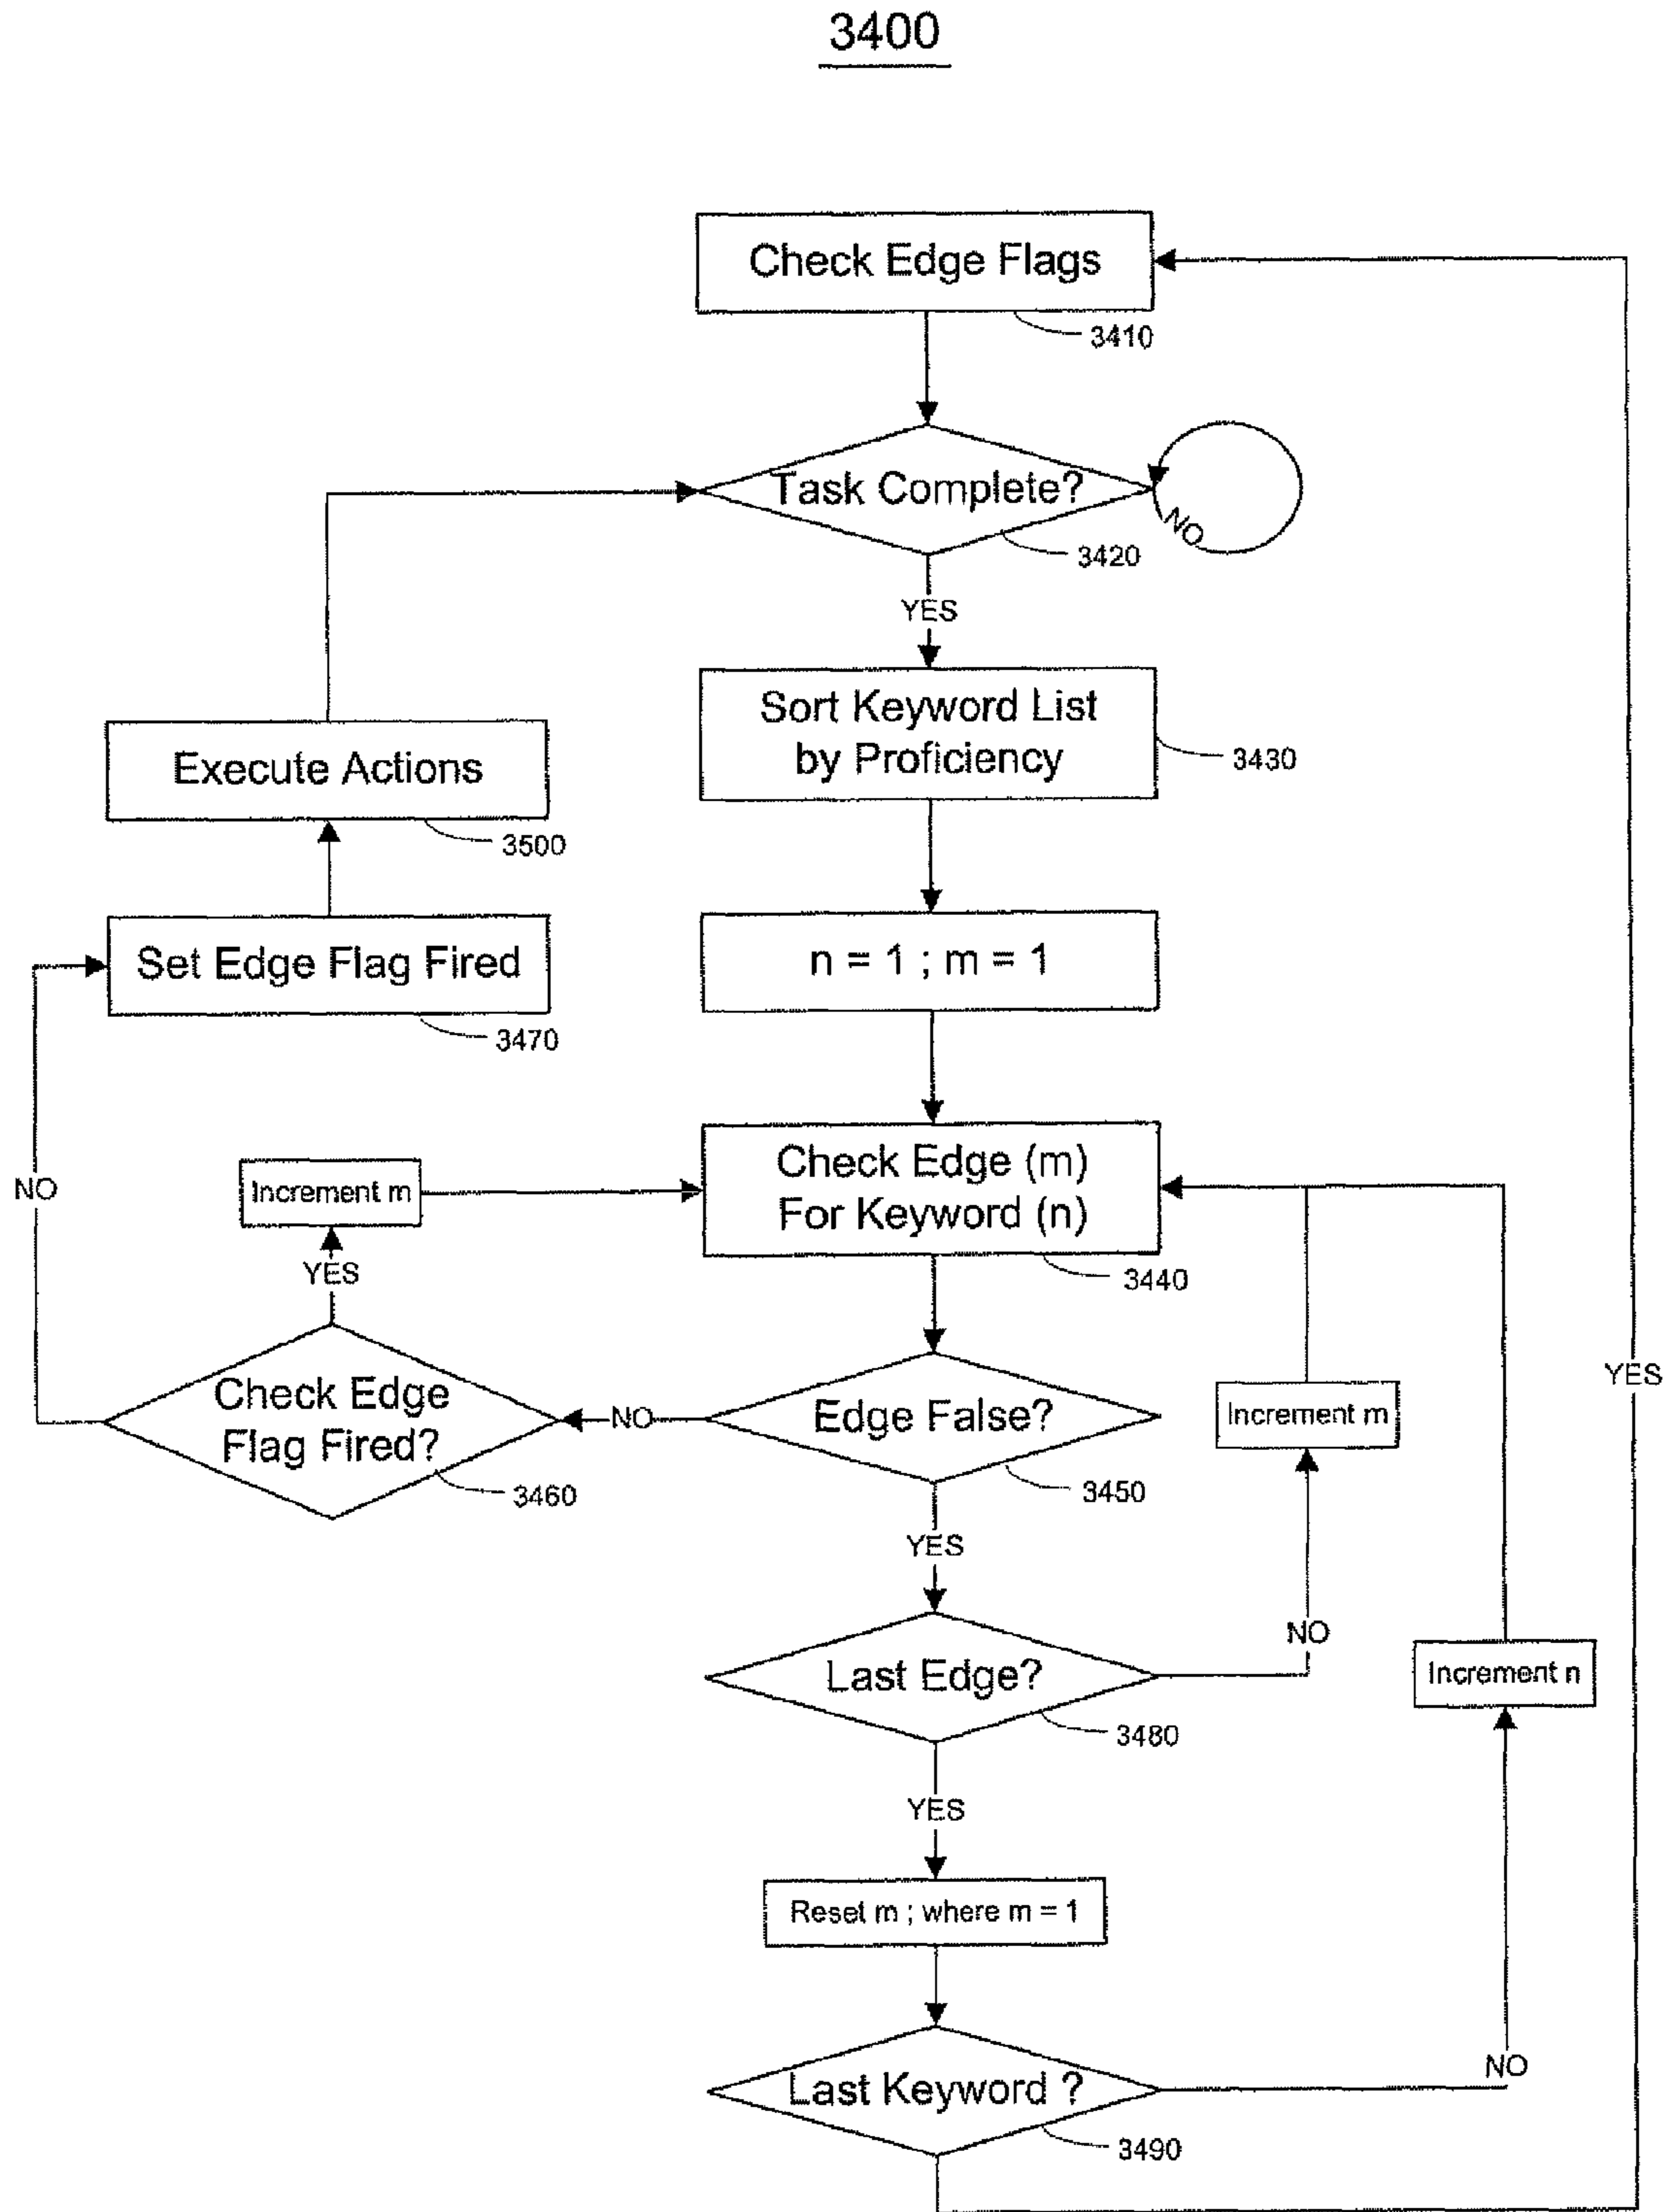 3400
Check Edge Flags
3410
Task Complete?
NO
3420
YES
Sort Keyword List
by Proficiency
3430
Execute Actions
3500
n = 1 ; m = 1
Set Edge Flag Fired
3470
Check Edge (m)
For Keyword (n)
3440
Increment m
NO
YES
Check Edge
Flag Fired?
3460
NO
Edge False?
3450
Increment m
YES
YES
Last Edge?
3480
NO
Increment n
YES
Reset m ; where m = 1
Last Keyword ?
3490
NO